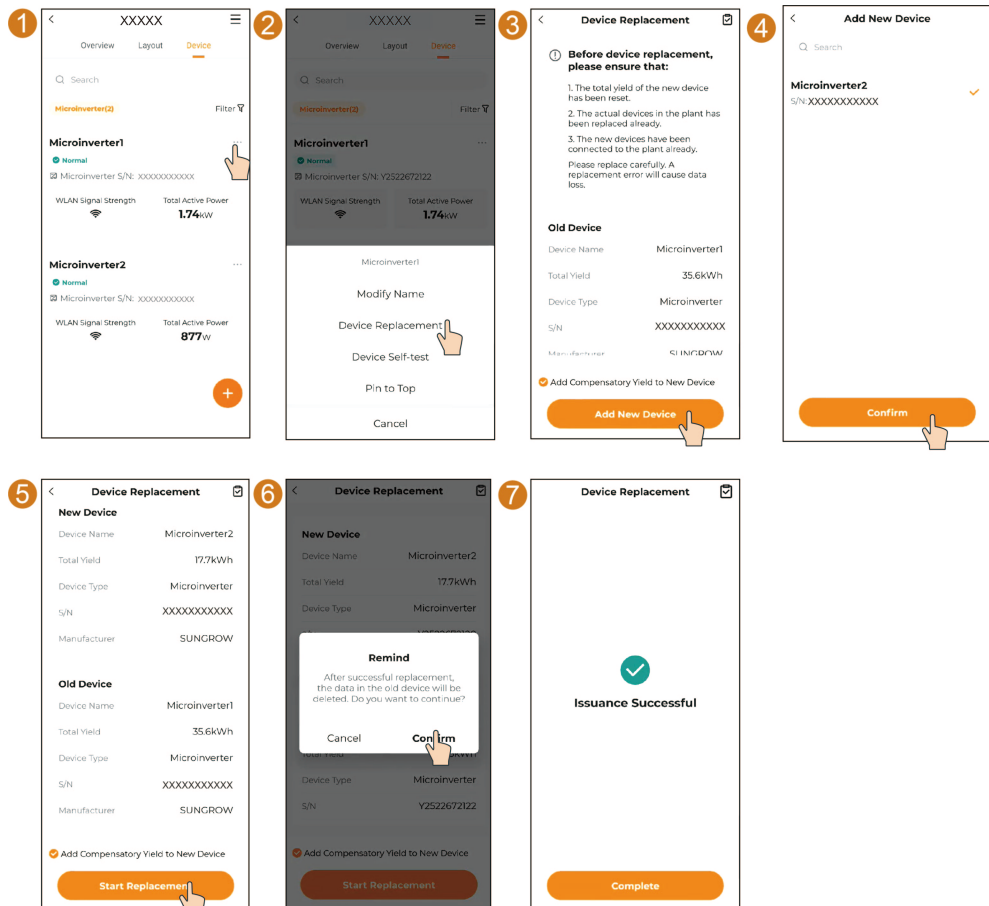 1
XXXXX
Overview Layout Device
Search
Microinverter(2) Filter
Microinverter1 ...
Normal
Microinverter S/N: XXXXXXXXXXX
WLAN Signal Strength Total Active Power
1.74kW
Microinverter2 ...
Normal
Microinverter S/N: XXXXXXXXXXX
WLAN Signal Strength Total Active Power
877W
+
2
XXXXX
Overview Layout Device
Search
Microinverter(2) Filter
Microinverter1 ...
Normal
Microinverter S/N: Y2522672122
WLAN Signal Strength Total Active Power
1.74kW
Microinverter1
Modify Name
Device Replacement
Device Self-test
Pin to Top
Cancel
3
Device Replacement
Before device replacement,
please ensure that:
1. The total yield of the new device
has been reset.
2. The actual devices in the plant has
been replaced already.
3. The new devices have been
connected to the plant already.
Please replace carefully. A
replacement error will cause data
loss.
Old Device
Device Name Microinverter1
Total Yield 35.6kWh
Device Type Microinverter
S/N XXXXXXXXXXX
Manufacturer SUNGROW
Add Compensatory Yield to New Device
Add New Device
4
Add New Device
Search
Microinverter2
S/N:XXXXXXXXXXX
Confirm
5
Device Replacement
New Device
Device Name Microinverter2
Total Yield 17.7kWh
Device Type Microinverter
S/N XXXXXXXXXXX
Manufacturer SUNGROW
Old Device
Device Name Microinverter1
Total Yield 35.6kWh
Device Type Microinverter
S/N XXXXXXXXXXX
Manufacturer SUNGROW
Add Compensatory Yield to New Device
Start Replacement
6
Device Replacement
New Device
Device Name Microinverter2
Total Yield 17.7kWh
Device Type Microinverter
Remind
After successful replacement,
the data in the old device will be
deleted. Do you want to continue?
Cancel Confirm
Total Yield
Device Type Microinverter
S/N Y2522672122
Add Compensatory Yield to New Device
Start Replacement
7
Device Replacement
Issuance Successful
Complete